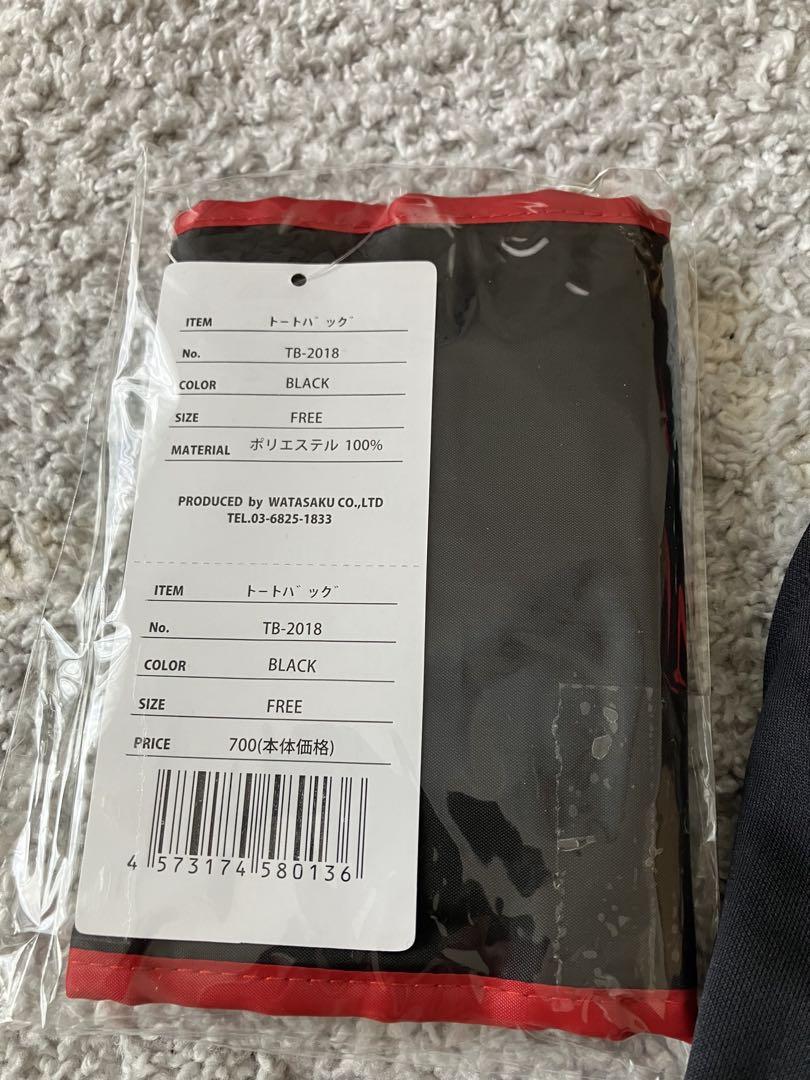 ITEM トートバッグ
No. TB-2018
COLOR BLACK
SIZE FREE
MATERIAL ポリエステル 100%
PRODUCED by WATASAKU CO.,LTD
TEL.03-6825-1833
ITEM トートバッグ
No. TB-2018
COLOR BLACK
SIZE FREE
PRICE 700(本体価格)
4 573174 580136